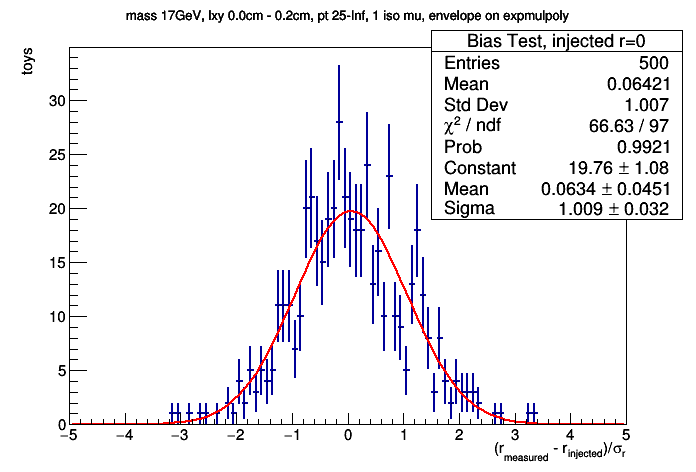 mass 17GeV, lxy 0.0cm - 0.2cm, pt 25-Inf, 1 iso mu, envelope on expmulpoly
Bias Test, injected r=0
Entries 500
Mean 0.06421
Std Dev 1.007
χ² / ndf 66.63 / 97
Prob 0.9921
Constant 19.76 ± 1.08
Mean 0.0634 ± 0.0451
Sigma 1.009 ± 0.032
toys
30
25
20
15
10
5
0
−5 −4 −3 −2 −1 0 1 2 3 4 5
(r_measured - r_injected)/σ_r